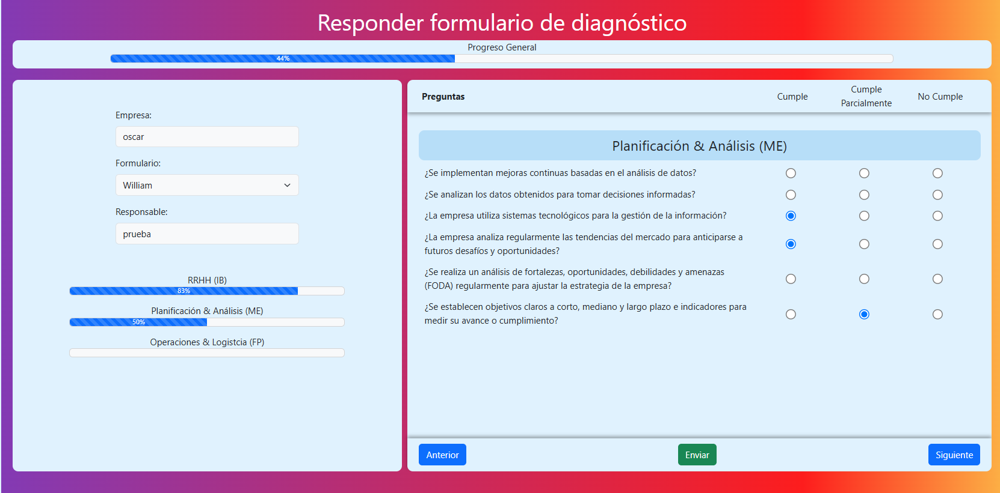 Responder formulario de diagnóstico
Progreso General
44%
Empresa:
oscar
Formulario:
William
Responsable:
prueba
RRHH (IB)
83%
Planificación & Análisis (ME)
50%
Operaciones & Logistcia (FP)
Preguntas
Cumple
Cumple
Parcialmente
No Cumple
Planificación & Análisis (ME)
¿Se implementan mejoras continuas basadas en el análisis de datos?
¿Se analizan los datos obtenidos para tomar decisiones informadas?
¿La empresa utiliza sistemas tecnológicos para la gestión de la información?
¿La empresa analiza regularmente las tendencias del mercado para anticiparse a
futuros desafíos y oportunidades?
¿Se realiza un análisis de fortalezas, oportunidades, debilidades y amenazas
(FODA) regularmente para ajustar la estrategia de la empresa?
¿Se establecen objetivos claros a corto, mediano y largo plazo e indicadores para
medir su avance o cumplimiento?
Anterior
Enviar
Siguiente